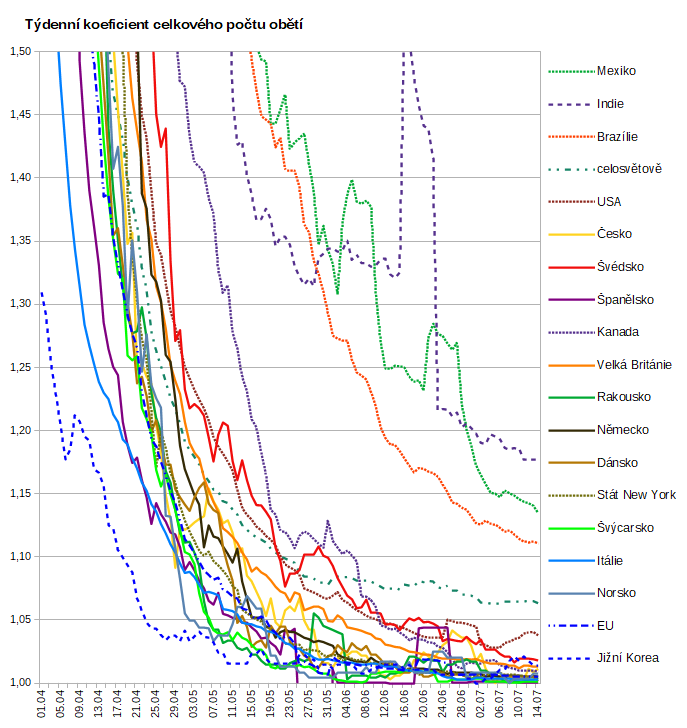 Týdenní koeficient celkového počtu obětí
1,50
1,45
1,40
1,35
1,30
1,25
1,20
1,15
1,10
1,05
1,00
01.04
05.04
09.04
13.04
17.04
21.04
25.04
29.04
03.05
07.05
11.05
15.05
19.05
23.05
27.05
31.05
04.06
08.06
12.06
16.06
20.06
24.06
28.06
02.07
06.07
10.07
14.07
Mexiko
Indie
Brazílie
celosvětově
USA
Česko
Švédsko
Španělsko
Kanada
Velká Británie
Rakousko
Německo
Dánsko
Stát New York
Švýcarsko
Itálie
Norsko
EU
Jižní Korea